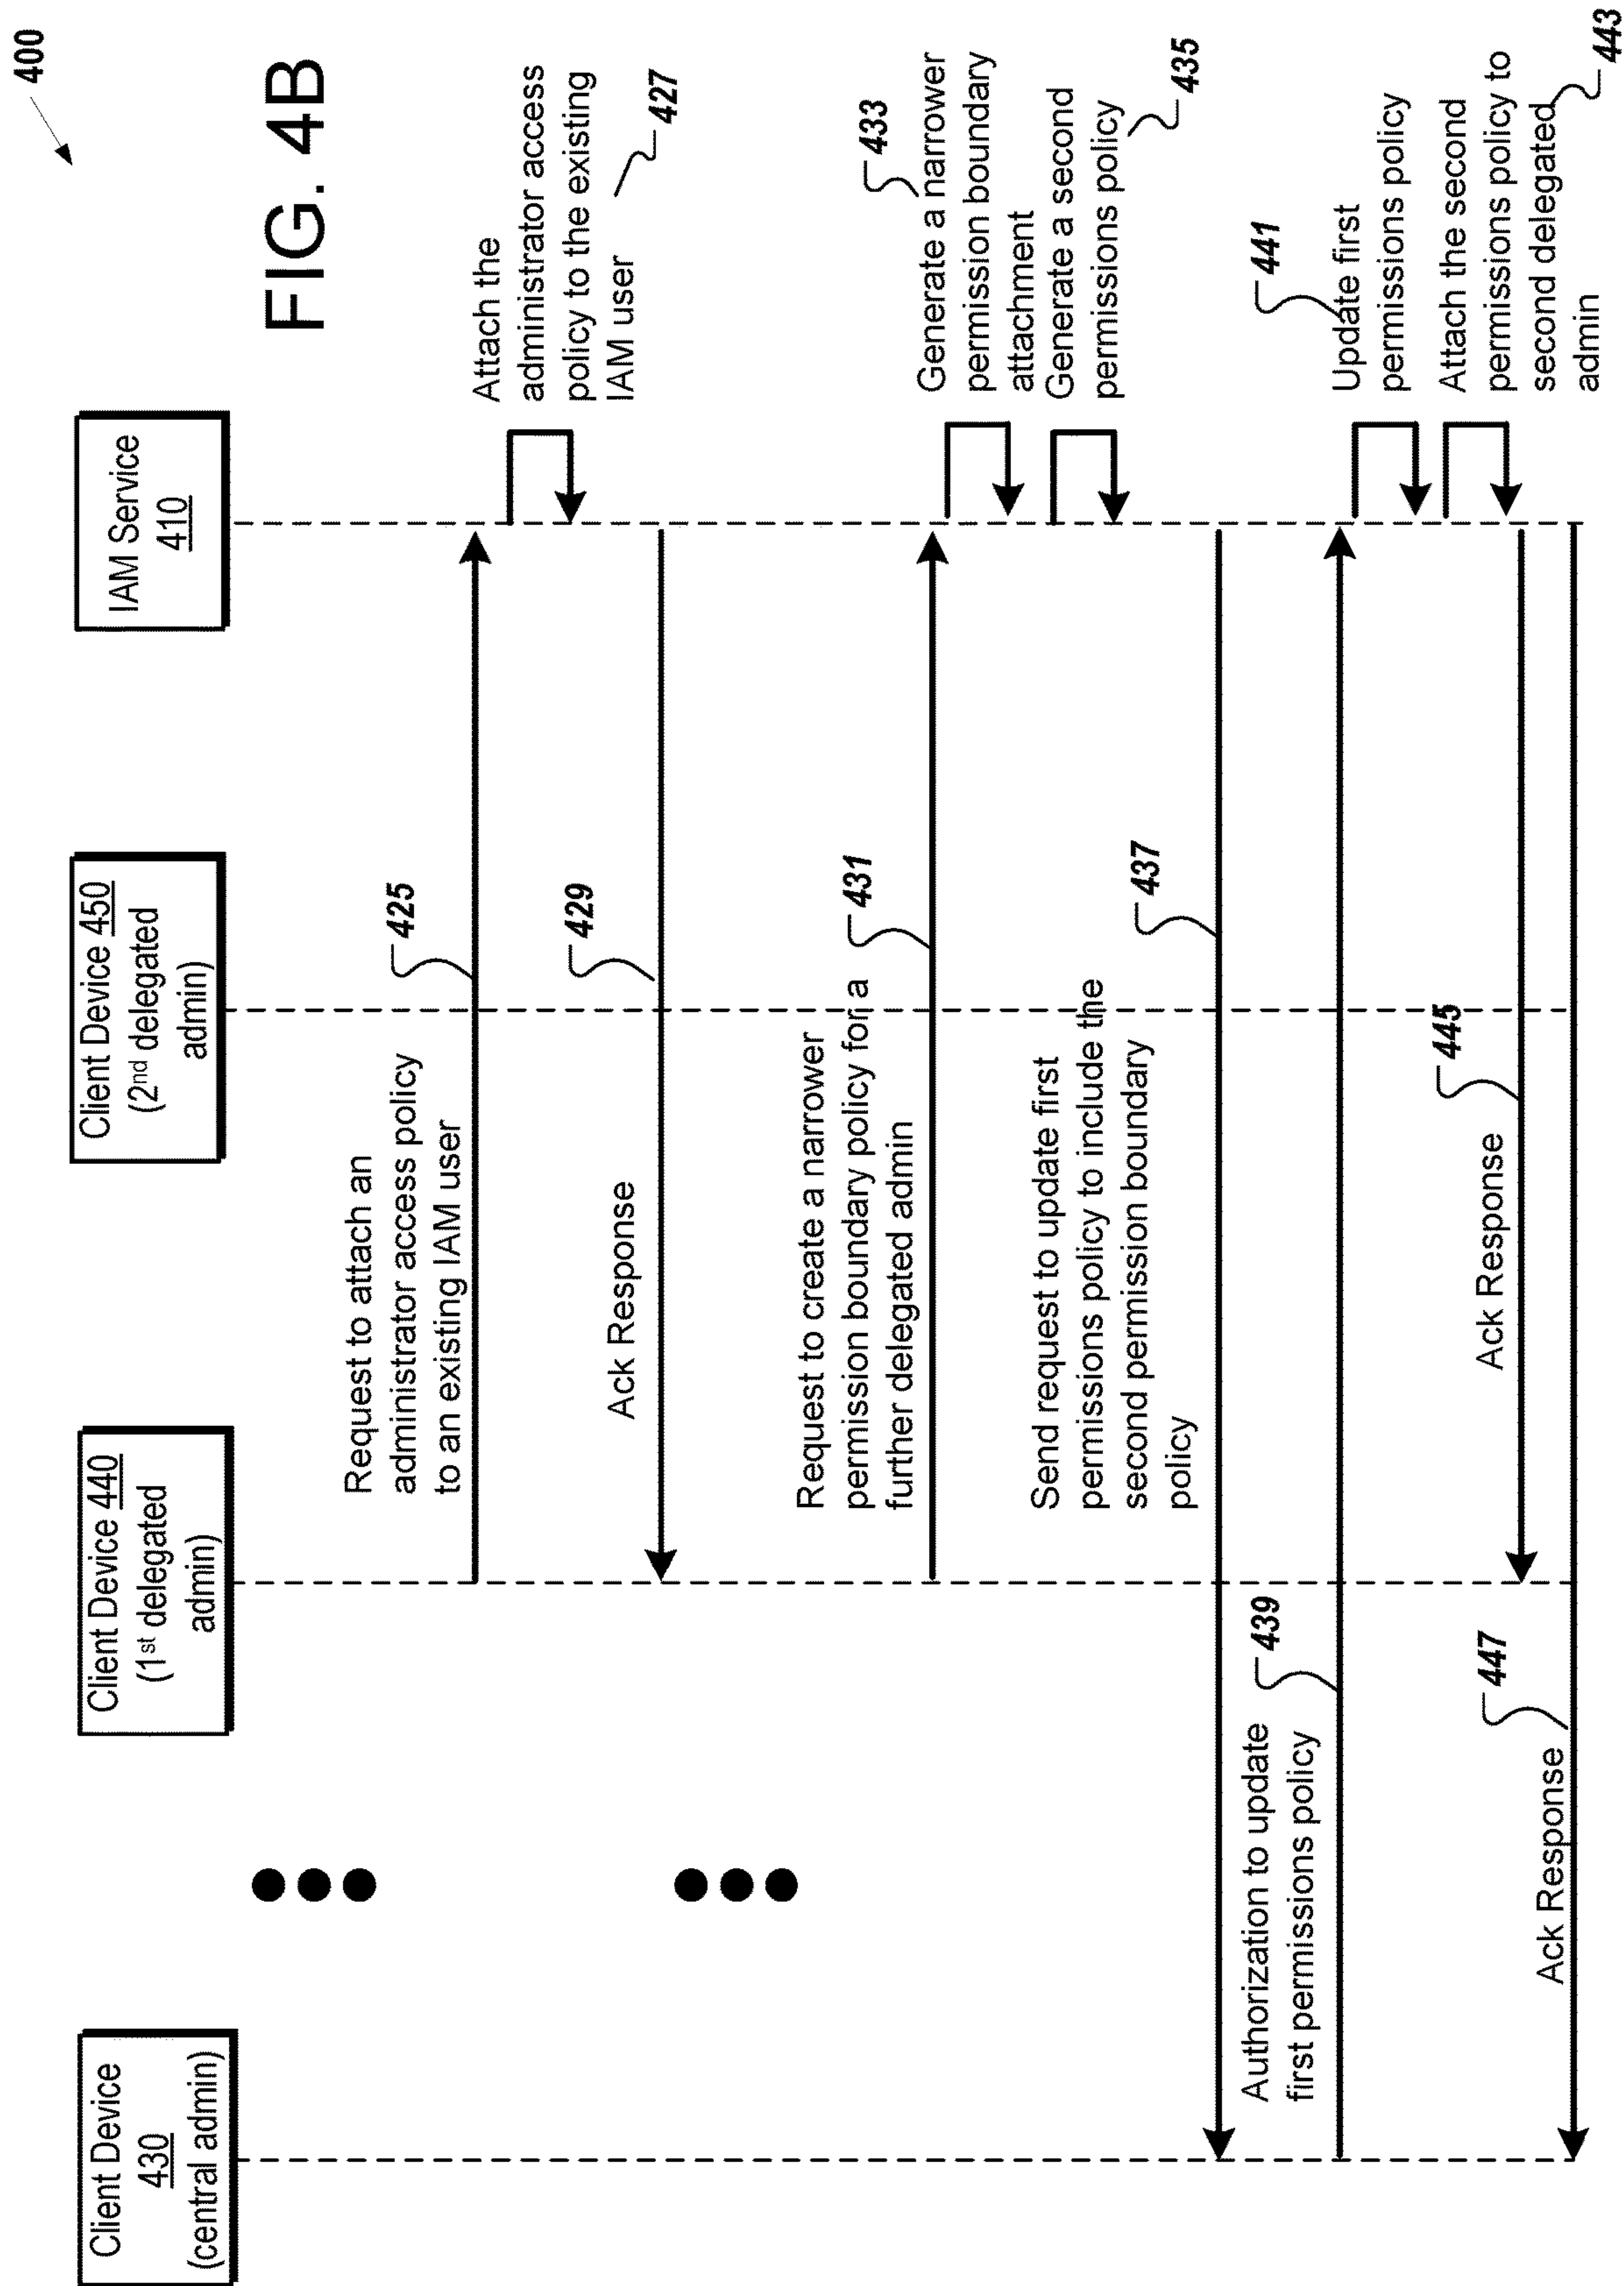 400
FIG. 4B
Client Device
430
(central admin)
Client Device 440
(1st delegated
admin)
Client Device 450
(2nd delegated
admin)
IAM Service
410
Request to attach an
administrator access policy
to an existing IAM user
425
Attach the
administrator access
policy to the existing
IAM user
427
Ack Response
429
Request to create a narrower
permission boundary policy for a
further delegated admin
431
433
Generate a narrower
permission boundary
attachment
Generate a second
permissions policy
435
Send request to update first
permissions policy to include the
second permission boundary
policy
437
Authorization to update
first permissions policy
439
441
Update first
permissions policy
Attach the second
permissions policy to
second delegated
admin
443
Ack Response
445
Ack Response
447